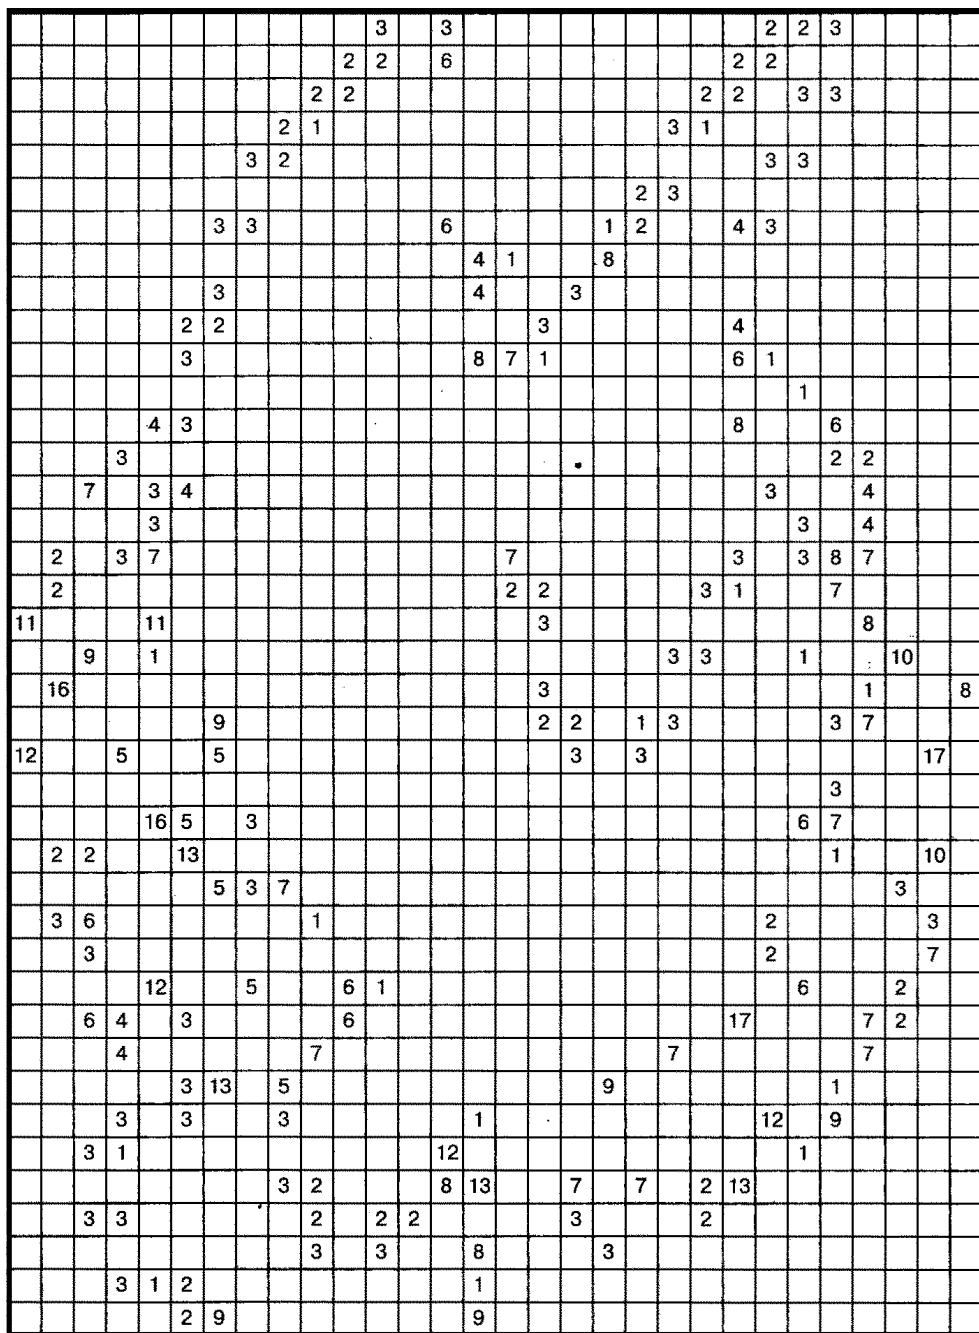 3 3 2 2 3
2 2 6 2 2
2 2 2 2 3 3
2 1 3 1
3 2 3 3
2 3
3 3 6 1 2 4 3
4 1 8
3 4 3
2 2 3 4
3 8 7 1 6 1
1
4 3 8 6
3 2 2
7 3 4 3 4
3 3 4
2 3 7 7 3 3 8 7
2 2 2 3 1 7
11 11 3 8
9 1 3 3 1 10
16 3 1 8
9 2 2 1 3 3 7
12 5 5 3 3 17
3
16 5 3 6 7
2 2 13 1 10
5 3 7 3
3 6 1 2 3
3 2 7
12 5 6 1 6 2
6 4 3 6 17 7 2
4 7 7 7
3 13 5 9 1
3 3 3 1 12 9
3 1 12 1
3 2 8 13 7 7 2 13
3 3 2 2 2 3 2
3 3 8 3
3 1 2 1
2 9 9